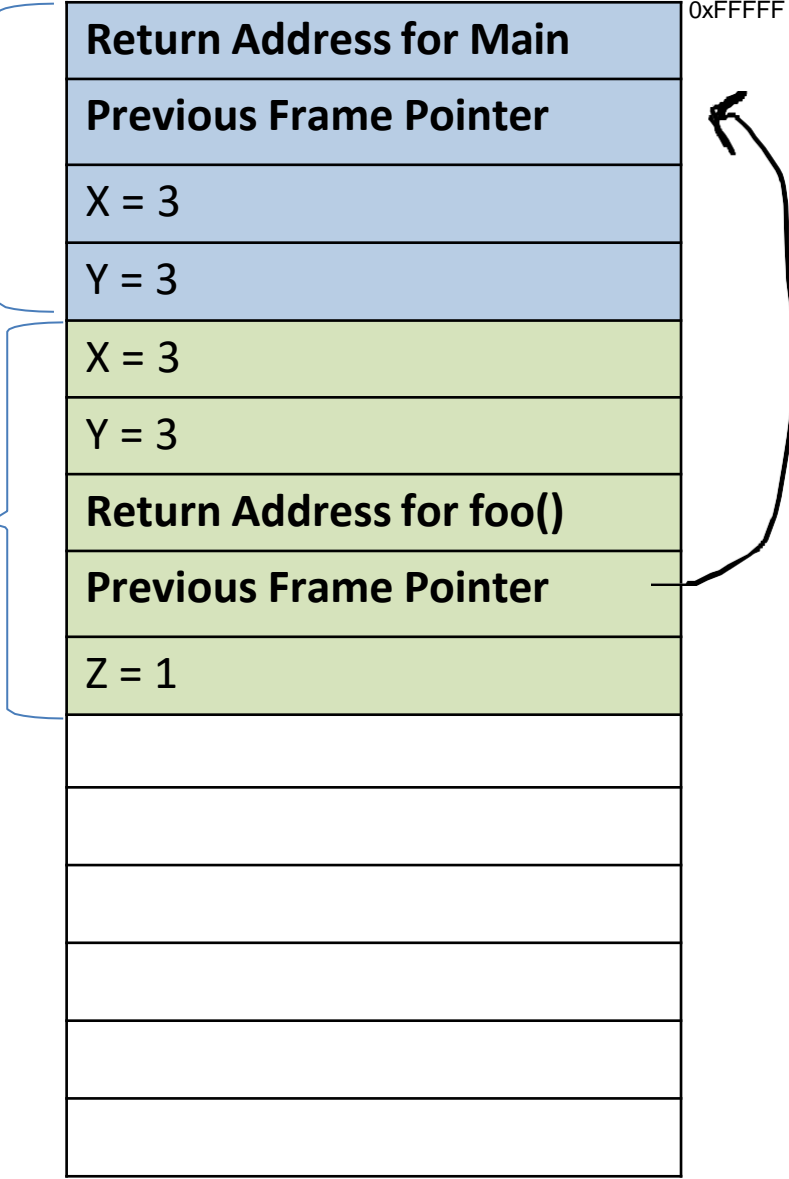 0xFFFFF
Return Address for Main
Previous Frame Pointer
X = 3
Y = 3
X = 3
Y = 3
Return Address for foo()
Previous Frame Pointer
Z = 1